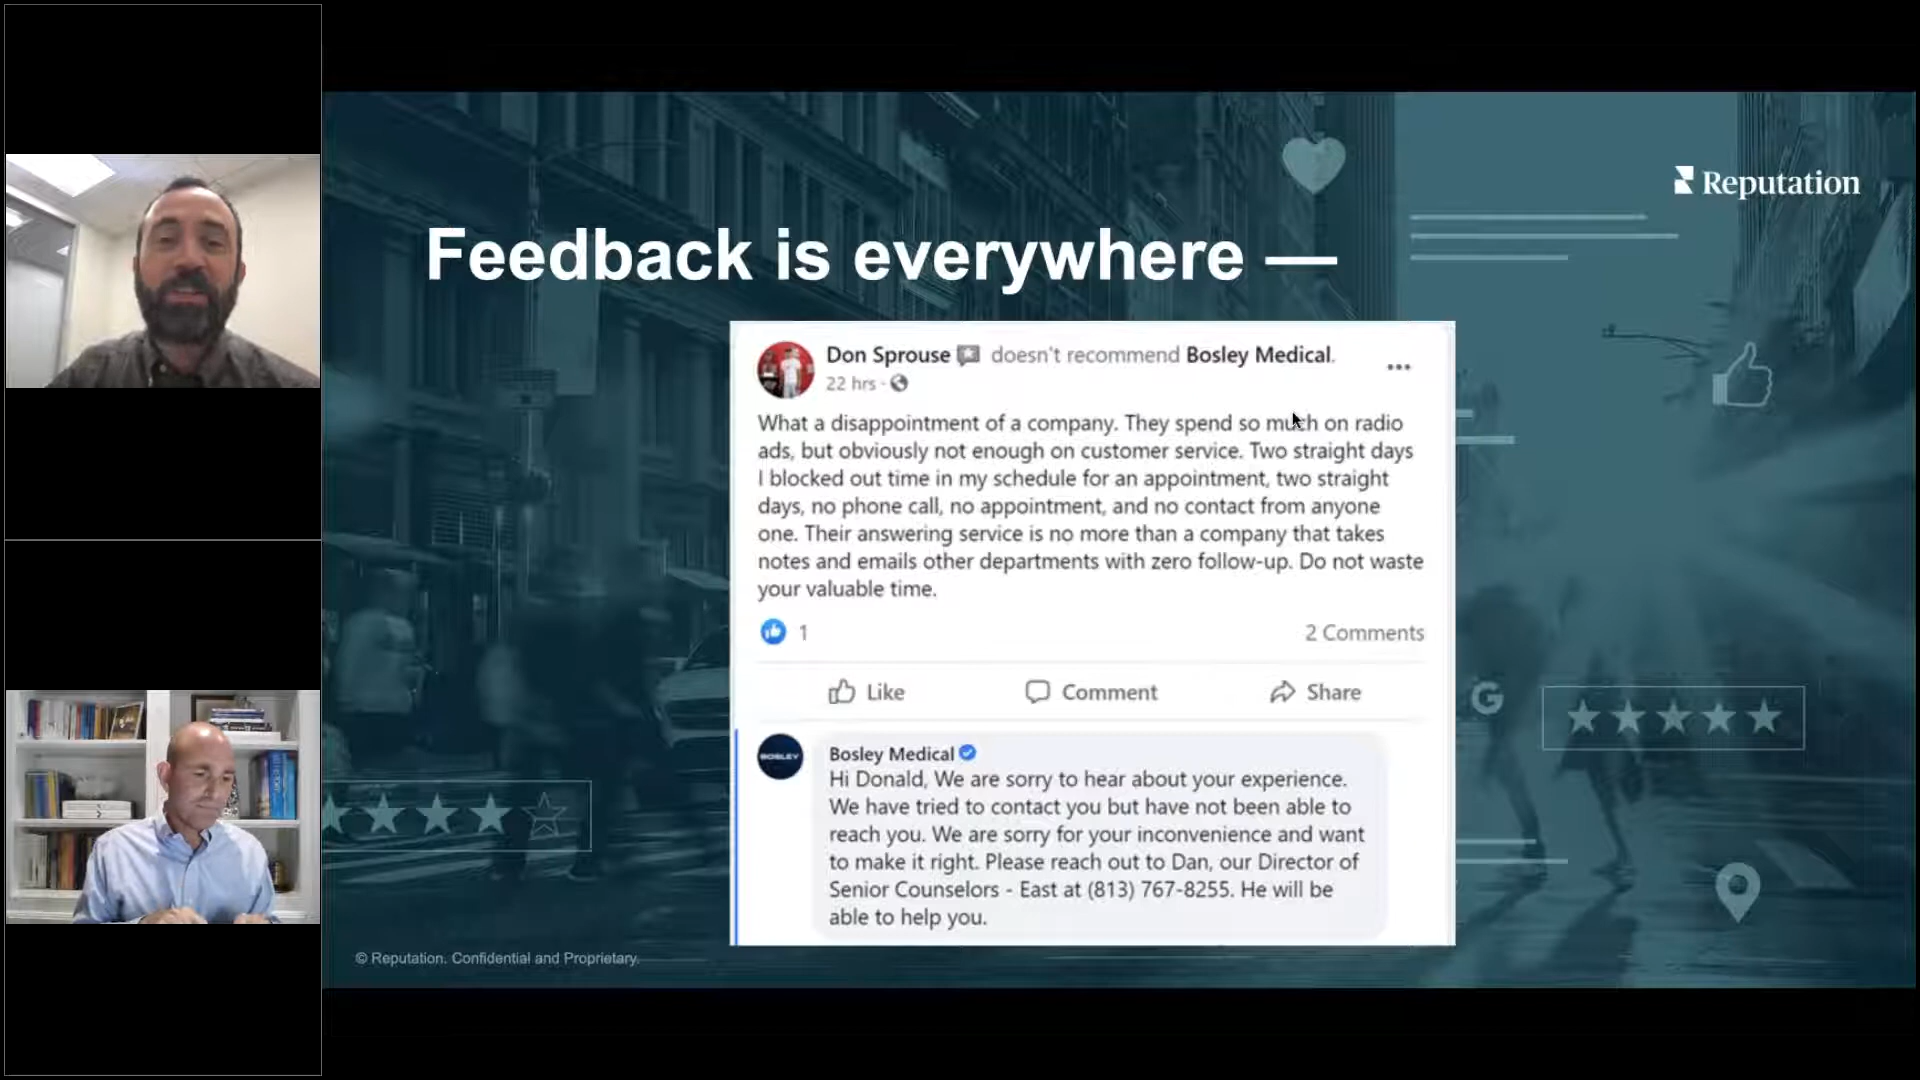 Reputation
Feedback is everywhere —
Don Sprouse doesn't recommend Bosley Medical.
22 hrs ·
What a disappointment of a company. They spend so much on radio
ads, but obviously not enough on customer service. Two straight days
I blocked out time in my schedule for an appointment, two straight
days, no phone call, no appointment, and no contact from anyone
one. Their answering service is no more than a company that takes
notes and emails other departments with zero follow-up. Do not waste
your valuable time.
1
2 Comments
Like
Comment
Share
G
BOSLEY
Bosley Medical
Hi Donald, We are sorry to hear about your experience.
We have tried to contact you but have not been able to
reach you. We are sorry for your inconvenience and want
to make it right. Please reach out to Dan, our Director of
Senior Counselors - East at (813) 767-8255. He will be
able to help you.
© Reputation. Confidential and Proprietary.